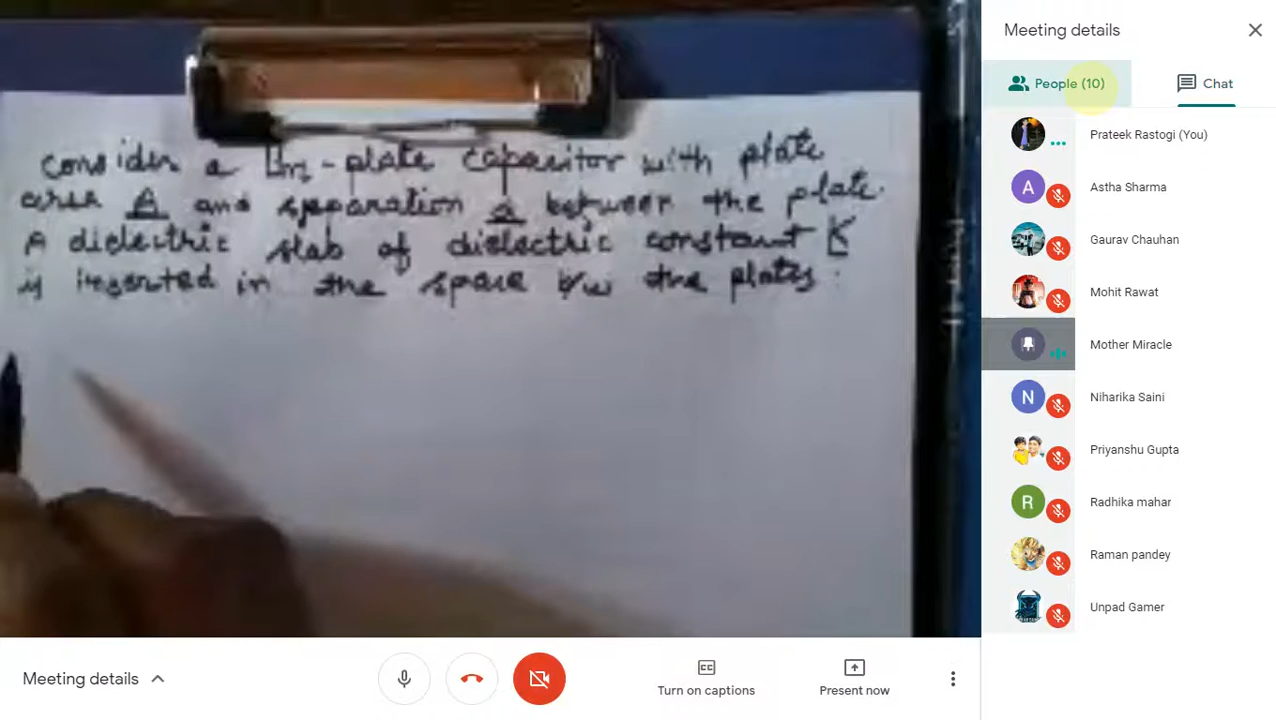 Consider a llry-plate capacitor with plate
area A and separation d between the plate.
A dielectric slab of dielectric constant K
is inserted in the space b/w the plates.
Meeting details
People (10)
Chat
Prateek Rastogi (You)
A
Astha Sharma
Gaurav Chauhan
Mohit Rawat
Mother Miracle
N
Niharika Saini
Priyanshu Gupta
R
Radhika mahar
Raman pandey
Unpad Gamer
Meeting details
Turn on captions
Present now